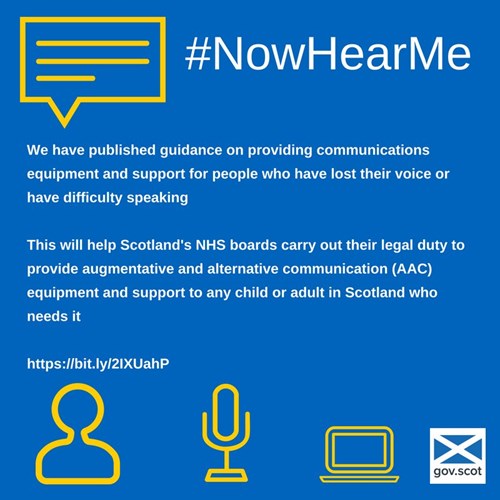 #NowHearMe
We have published guidance on providing communications
equipment and support for people who have lost their voice or
have difficulty speaking
This will help Scotland's NHS boards carry out their legal duty to
provide augmentative and alternative communication (AAC)
equipment and support to any child or adult in Scotland who
needs it
https://bit.ly/2IXUahP
gov.scot